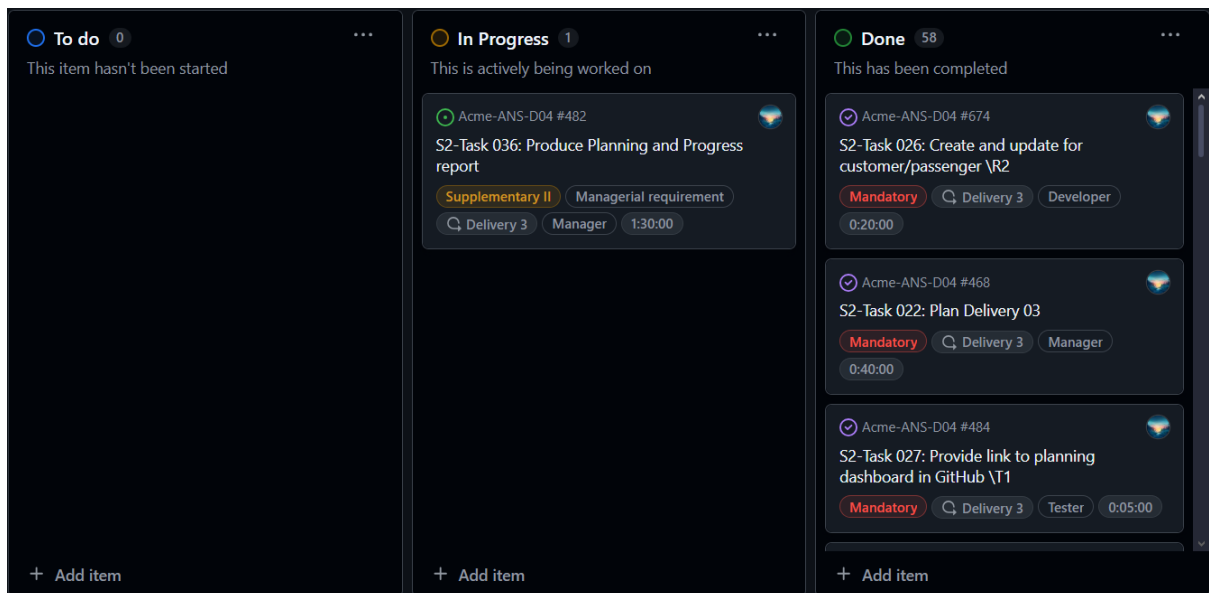 To do 0
This item hasn't been started
+ Add item
In Progress 1
This is actively being worked on
Acme-ANS-D04 #482
S2-Task 036: Produce Planning and Progress
report
Supplementary II Managerial requirement
Delivery 3 Manager 1:30:00
+ Add item
Done 58
This has been completed
Acme-ANS-D04 #674
S2-Task 026: Create and update for
customer/passenger \R2
Mandatory Delivery 3 Developer
0:20:00
Acme-ANS-D04 #468
S2-Task 022: Plan Delivery 03
Mandatory Delivery 3 Manager
0:40:00
Acme-ANS-D04 #484
S2-Task 027: Provide link to planning
dashboard in GitHub \T1
Mandatory Delivery 3 Tester 0:05:00
+ Add item